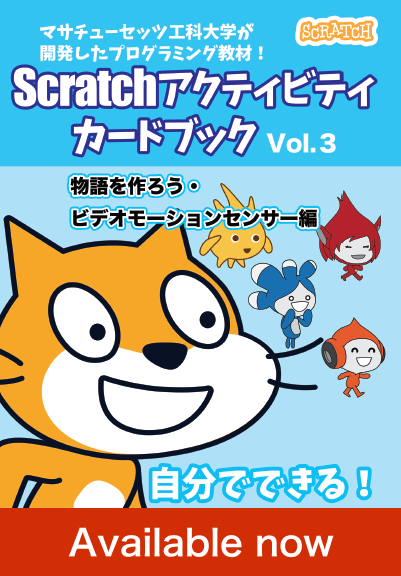 マサチューセッツ工科大学が
開発したプログラミング教材！
SCRATCH
Scratchアクティビティ
カードブック Vol.3
物語を作ろう・
ビデオモーションセンサー編
自分でできる！
Available now